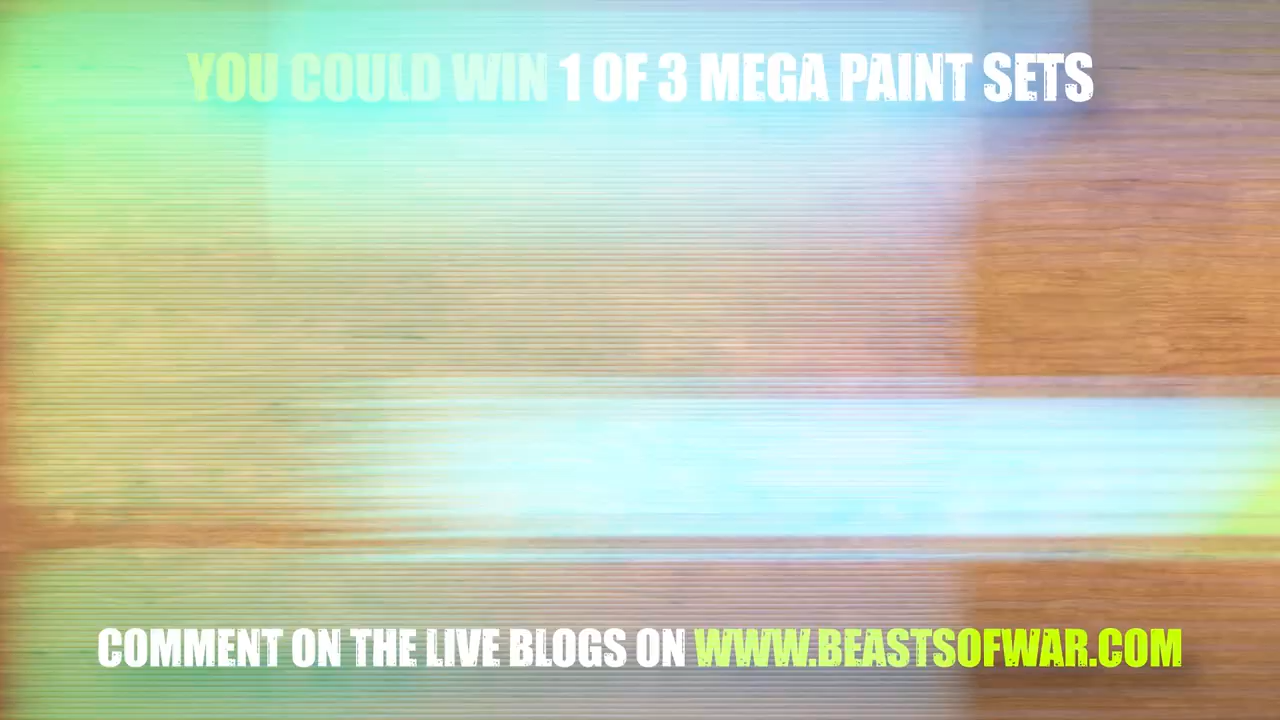 YOU COULD WIN 1 OF 3 MEGA PAINT SETS
COMMENT ON THE LIVE BLOGS ON WWW.BEASTSOFWAR.COM